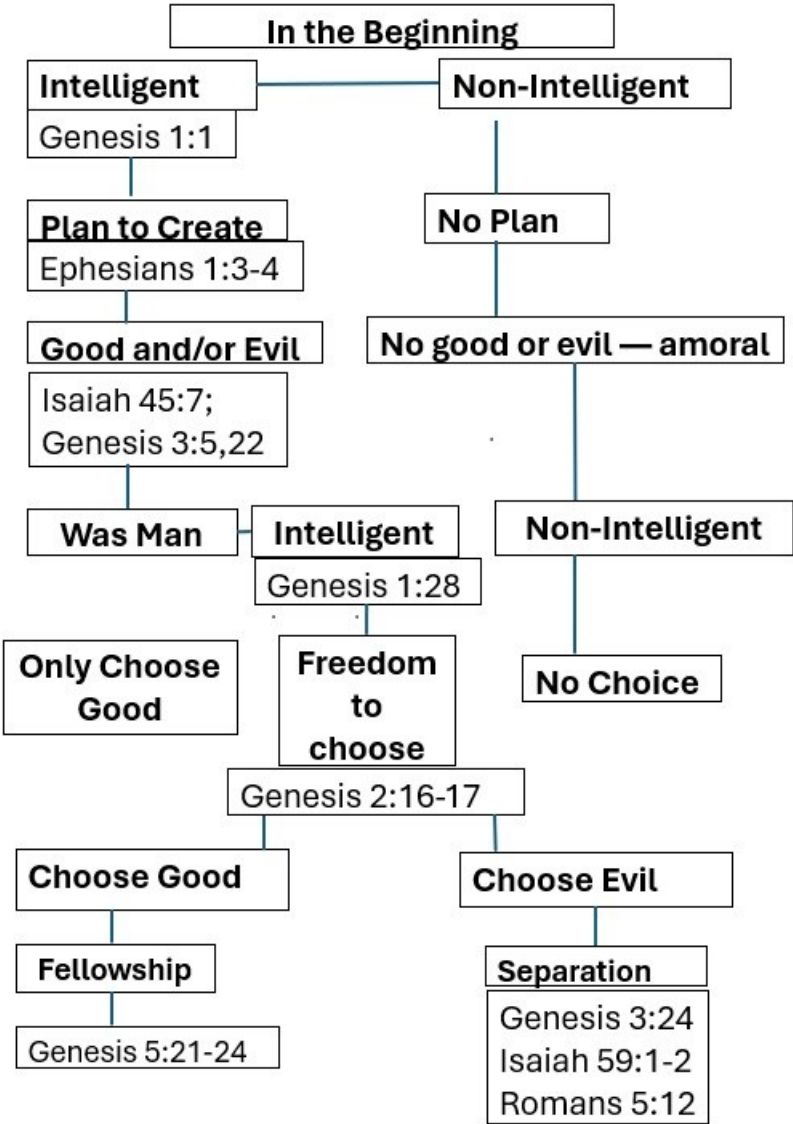 In the Beginning
Intelligent
Non-Intelligent
Genesis 1:1
Plan to Create
No Plan
Ephesians 1:3-4
Good and/or Evil
No good or evil — amoral
Isaiah 45:7;
Genesis 3:5,22
Was Man
Intelligent
Non-Intelligent
Genesis 1:28
Only Choose
Good
Freedom
to
choose
No Choice
Genesis 2:16-17
Choose Good
Choose Evil
Fellowship
Separation
Genesis 5:21-24
Genesis 3:24
Isaiah 59:1-2
Romans 5:12